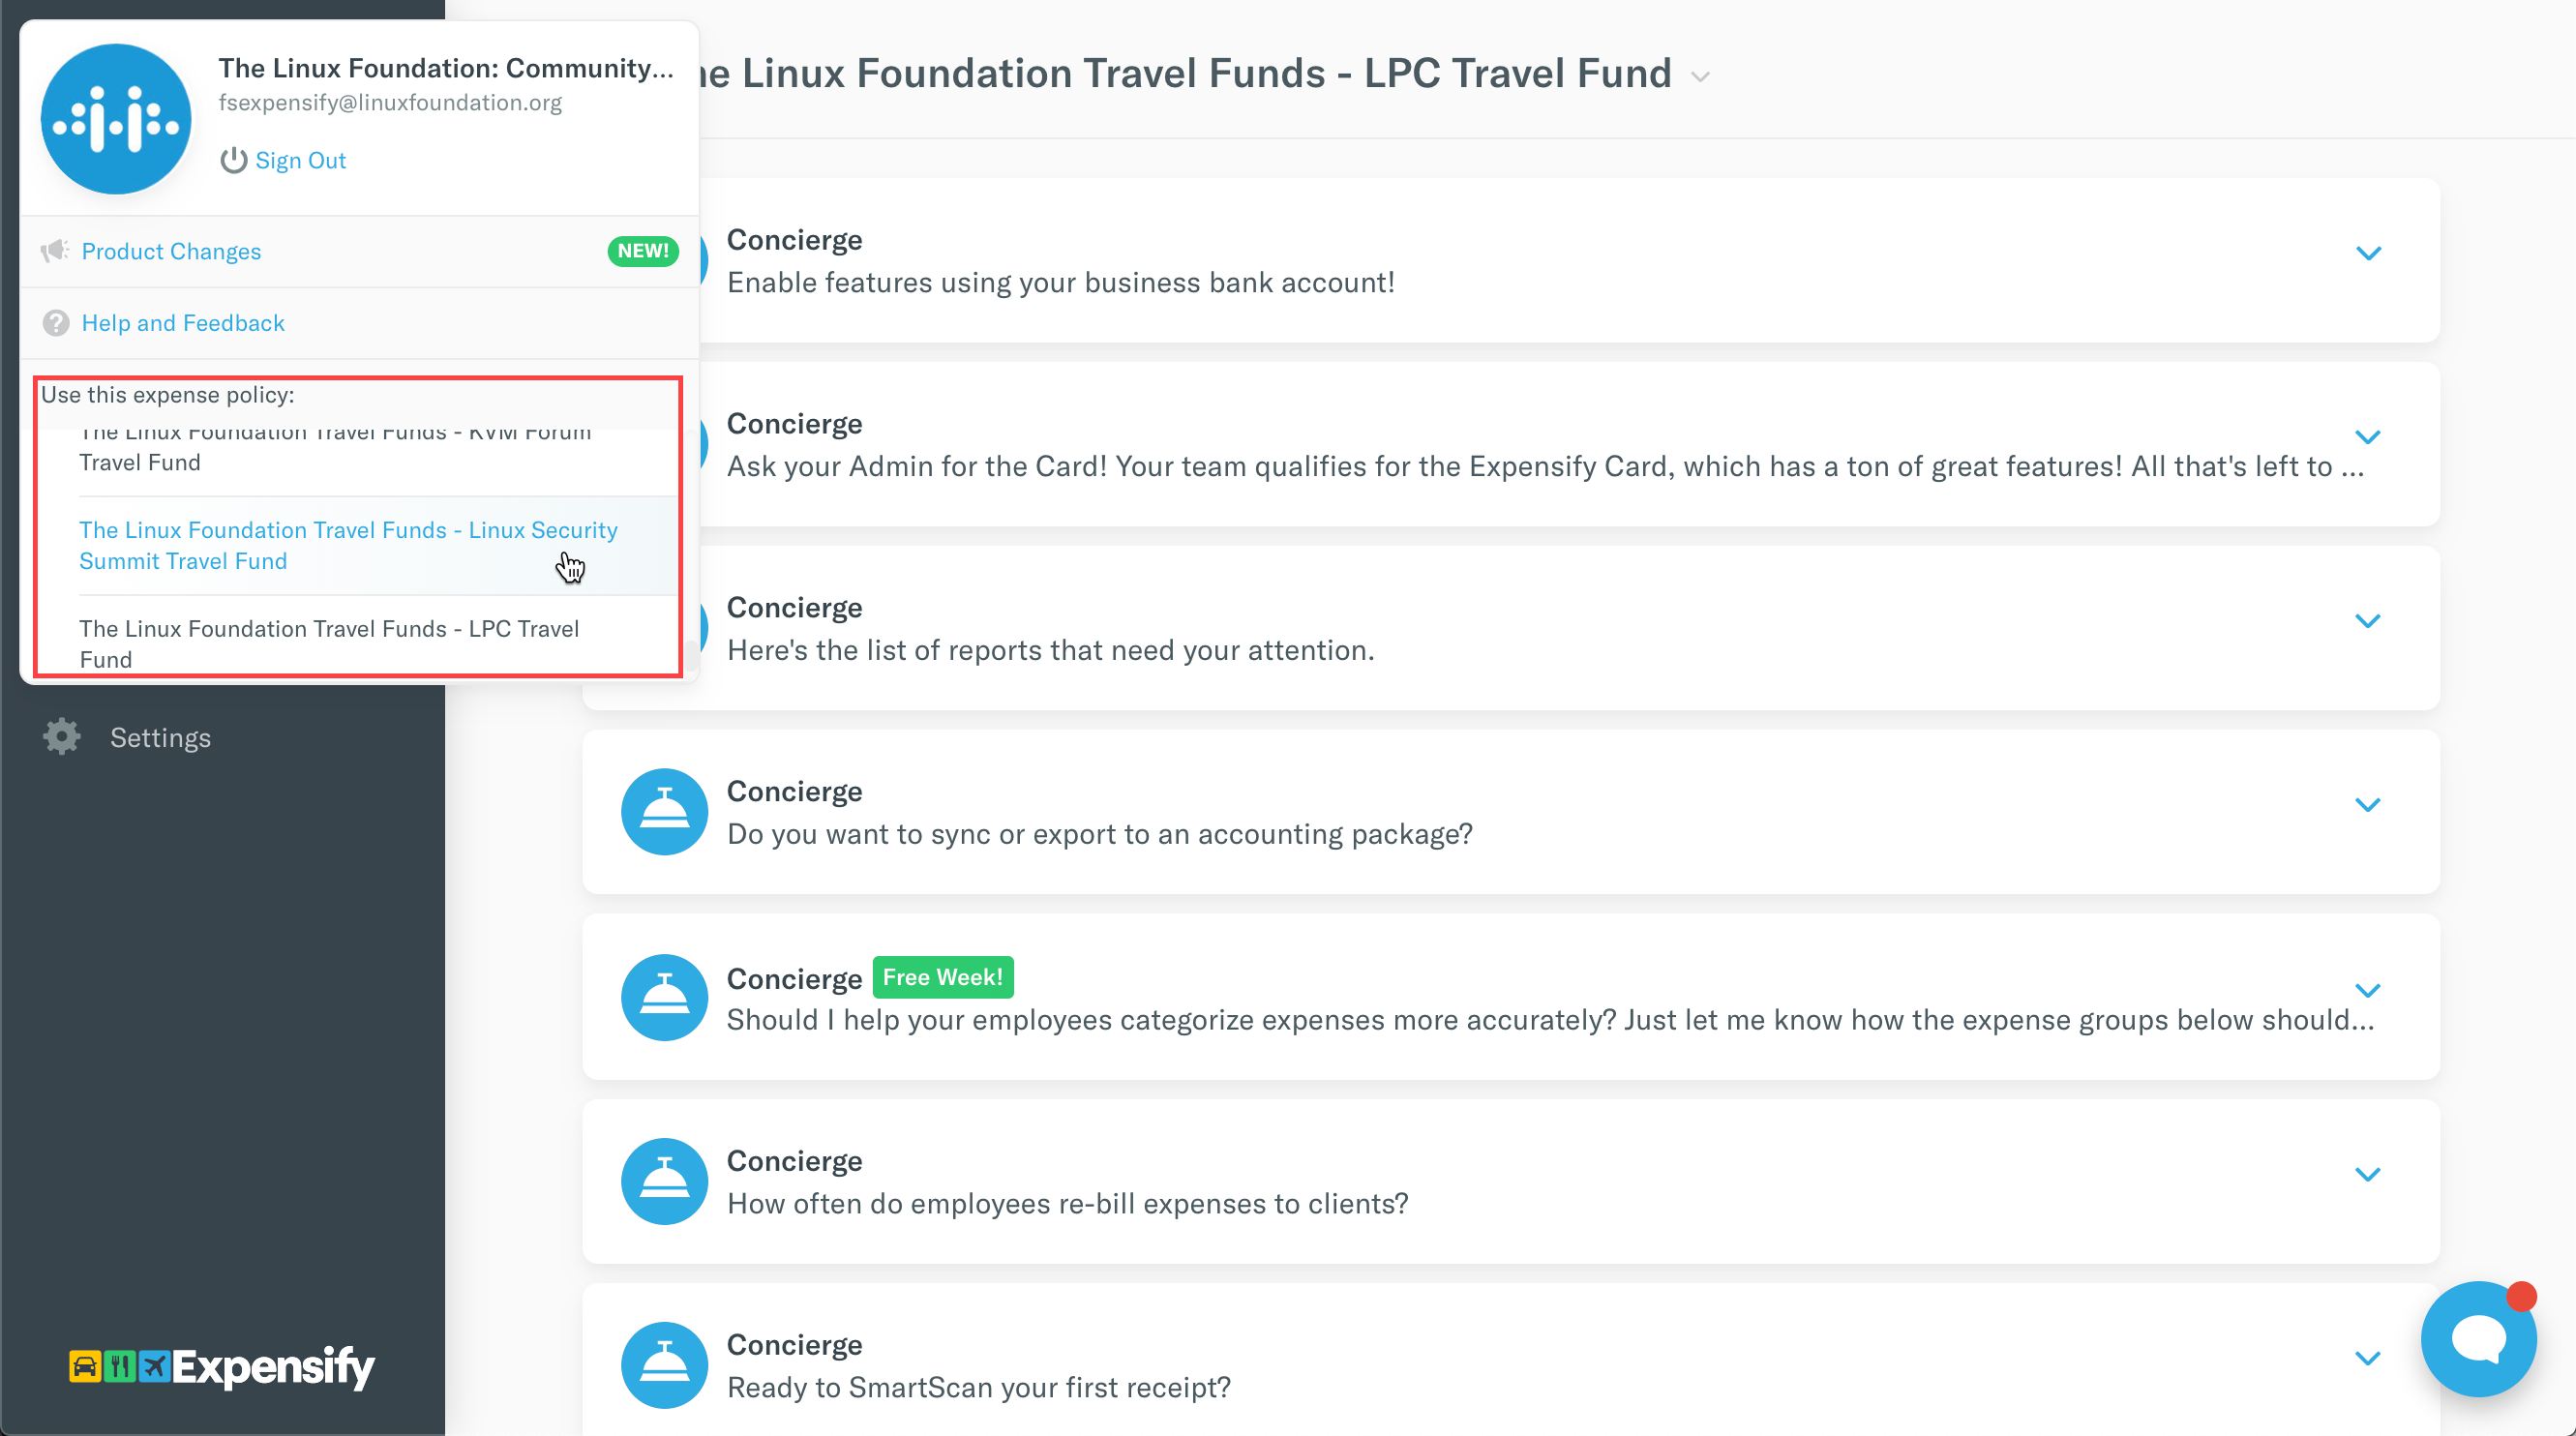 The Linux Foundation: Community...
fsexpensify@linuxfoundation.org
Sign Out
Product Changes
NEW!
Help and Feedback
Use this expense policy:
The Linux Foundation Travel Funds - KVM Forum
Travel Fund
The Linux Foundation Travel Funds - Linux Security
Summit Travel Fund
The Linux Foundation Travel Funds - LPC Travel
Fund
Settings
Expensify
Linux Foundation Travel Funds - LPC Travel Fund
Concierge
Enable features using your business bank account!
Concierge
Ask your Admin for the Card! Your team qualifies for the Expensify Card, which has a ton of great features! All that's left to ...
Concierge
Here's the list of reports that need your attention.
Concierge
Do you want to sync or export to an accounting package?
Concierge
Free Week!
Should I help your employees categorize expenses more accurately? Just let me know how the expense groups below should...
Concierge
How often do employees re-bill expenses to clients?
Concierge
Ready to SmartScan your first receipt?